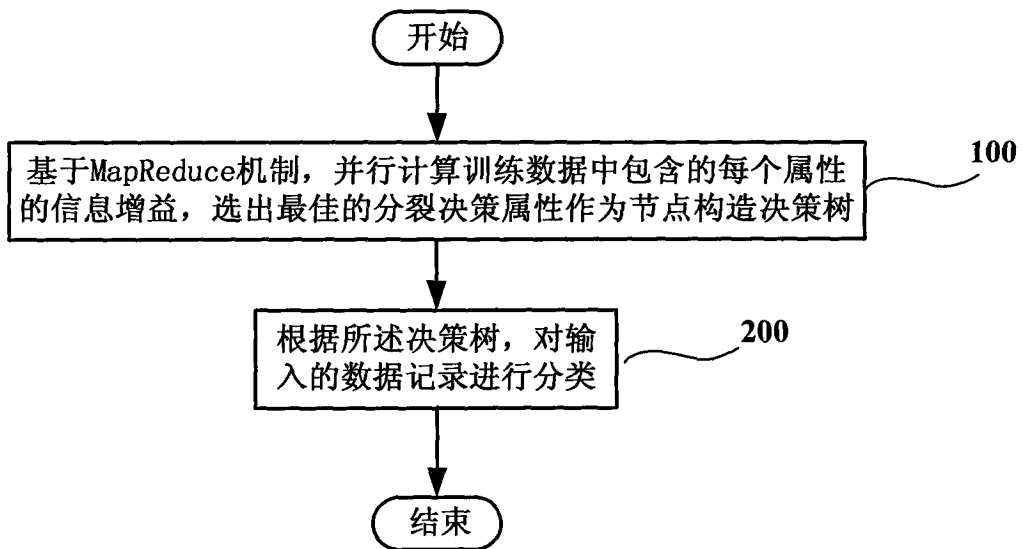 开始
基于MapReduce机制，并行计算训练数据中包含的每个属性
的信息增益，选出最佳的分裂决策属性作为节点构造决策树
100
根据所述决策树，对输
入的数据记录进行分类
200
结束